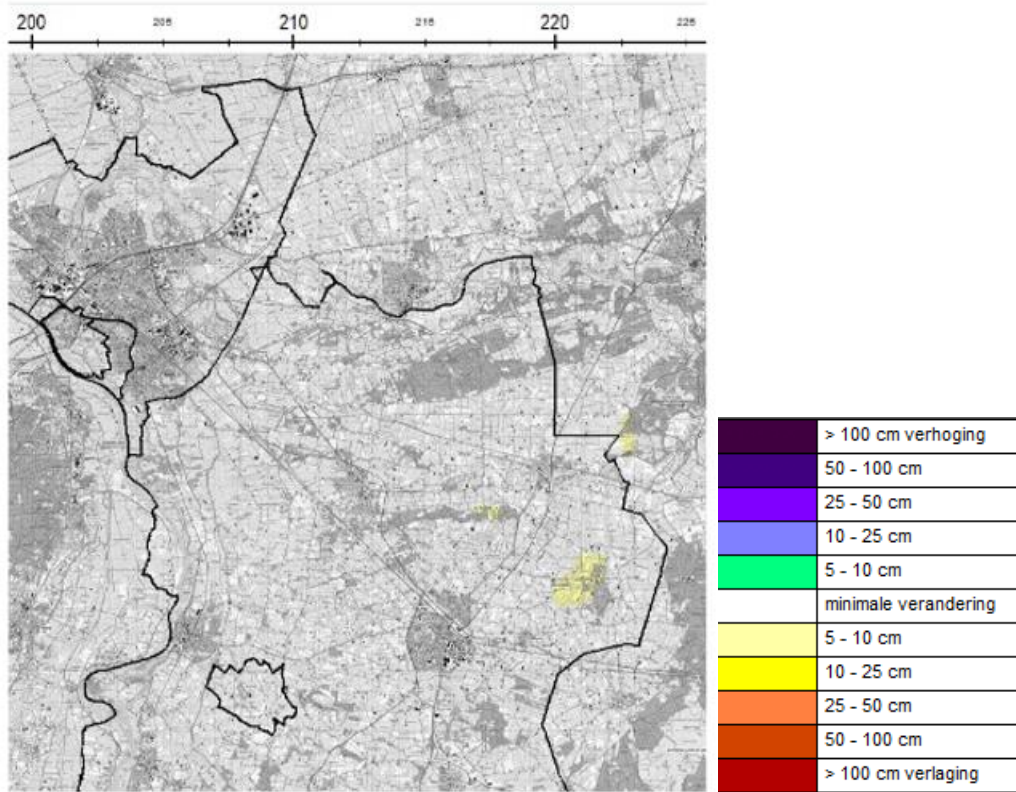 200 205 210 215 220 225
> 100 cm verhoging
50 - 100 cm
25 - 50 cm
10 - 25 cm
5 - 10 cm
minimale verandering
5 - 10 cm
10 - 25 cm
25 - 50 cm
50 - 100 cm
> 100 cm verlaging